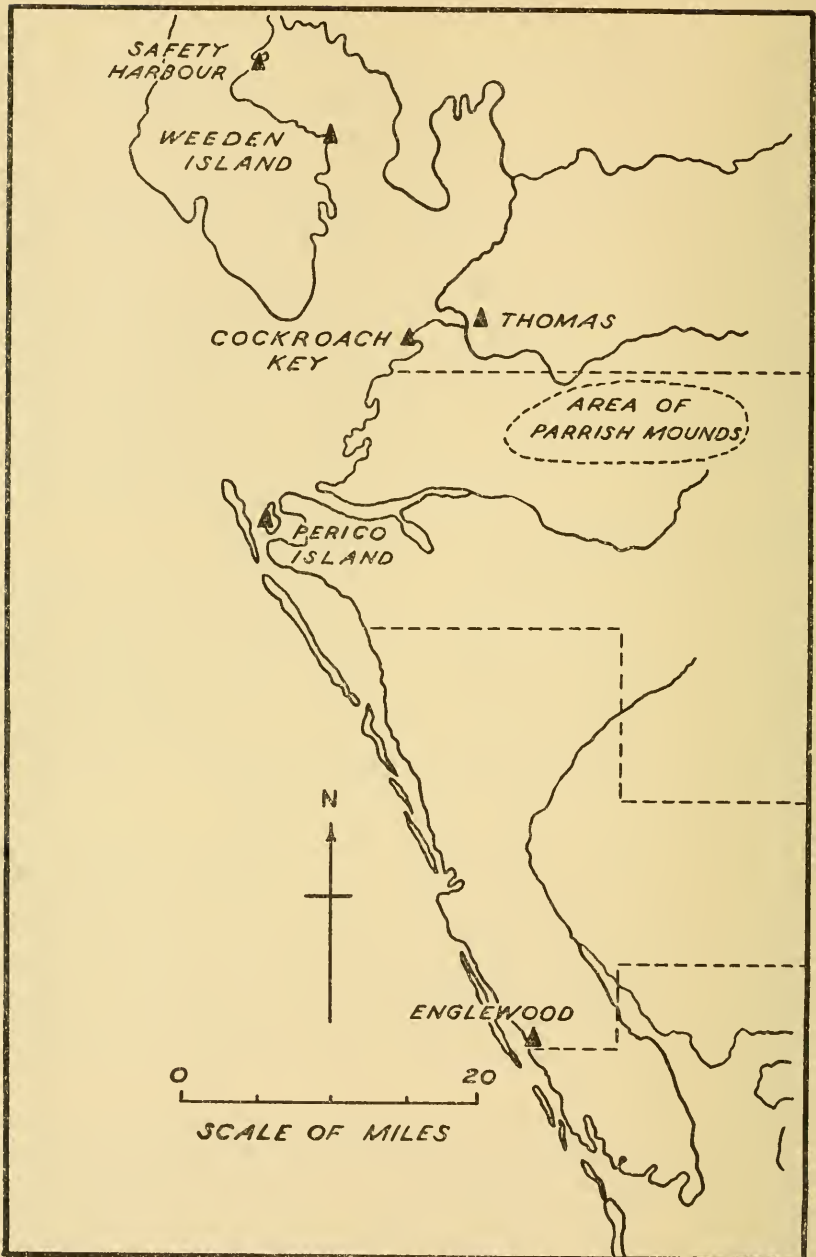 SAFETY
HARBOUR
WEEDEN
ISLAND
THOMAS
COCKROACH
KEY
AREA OF
PARRISH MOUNDS
PERICO
ISLAND
N
ENGLEWOOD
0 20
SCALE OF MILES